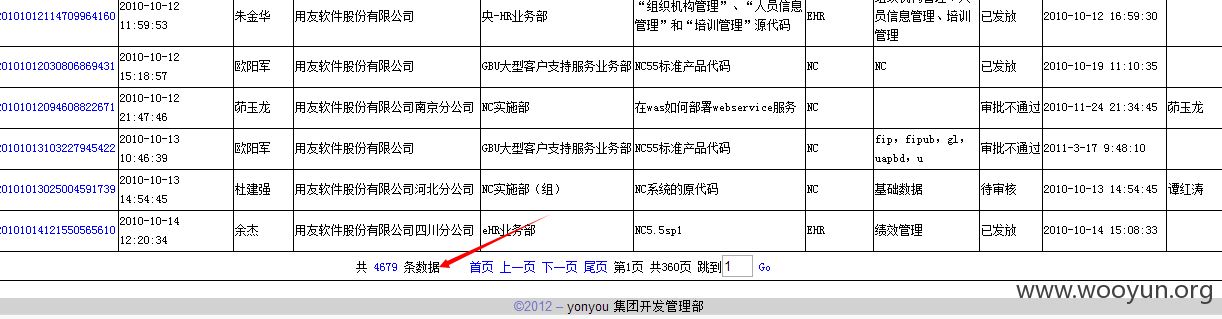 2010-10-12
“组织机构管理”、“人员信息
20101012114709964160 朱金华 用友软件股份有限公司 央-HR业务部 EHR 员信息管理、培训 已发放 2010-10-12 16:59:30
11:59:53 管理”和“培训管理”源代码
管理
2010-10-12
20101012030806869431 欧阳军 用友软件股份有限公司 GBU大型客户支持服务业务部 NC55标准产品代码 NC NC 已发放 2010-10-19 11:10:35
15:18:57
2010-10-12
20101012094608822671 茆玉龙 用友软件股份有限公司南京分公司 NC实施部 在was如何部署webservice服务 NC 审批不通过 2010-11-24 21:34:45 茆玉龙
21:47:46
2010-10-13 fip, fipub, gl,
20101013103227945422 欧阳军 用友软件股份有限公司 GBU大型客户支持服务业务部 NC55标准产品代码 NC 审批不通过 2011-3-17 9:48:10
10:46:39 uapbd, u
2010-10-13
20101013025004591739 杜建强 用友软件股份有限公司河北分公司 NC实施部（组） NC系统的原代码 NC 基础数据 待审核 2010-10-13 14:54:45 谭红涛
14:54:45
2010-10-14
20101014121550565610 余杰 用友软件股份有限公司四川分公司 eHR业务部 NC5.5sp1 EHR 绩效管理 已发放 2010-10-14 15:08:33
12:20:34
共 4679 条数据 首页 上一页 下一页 尾页 第1页 共360页 跳到 1 Go
www.wooyun.org
©2012 – yonyou 集团开发管理部